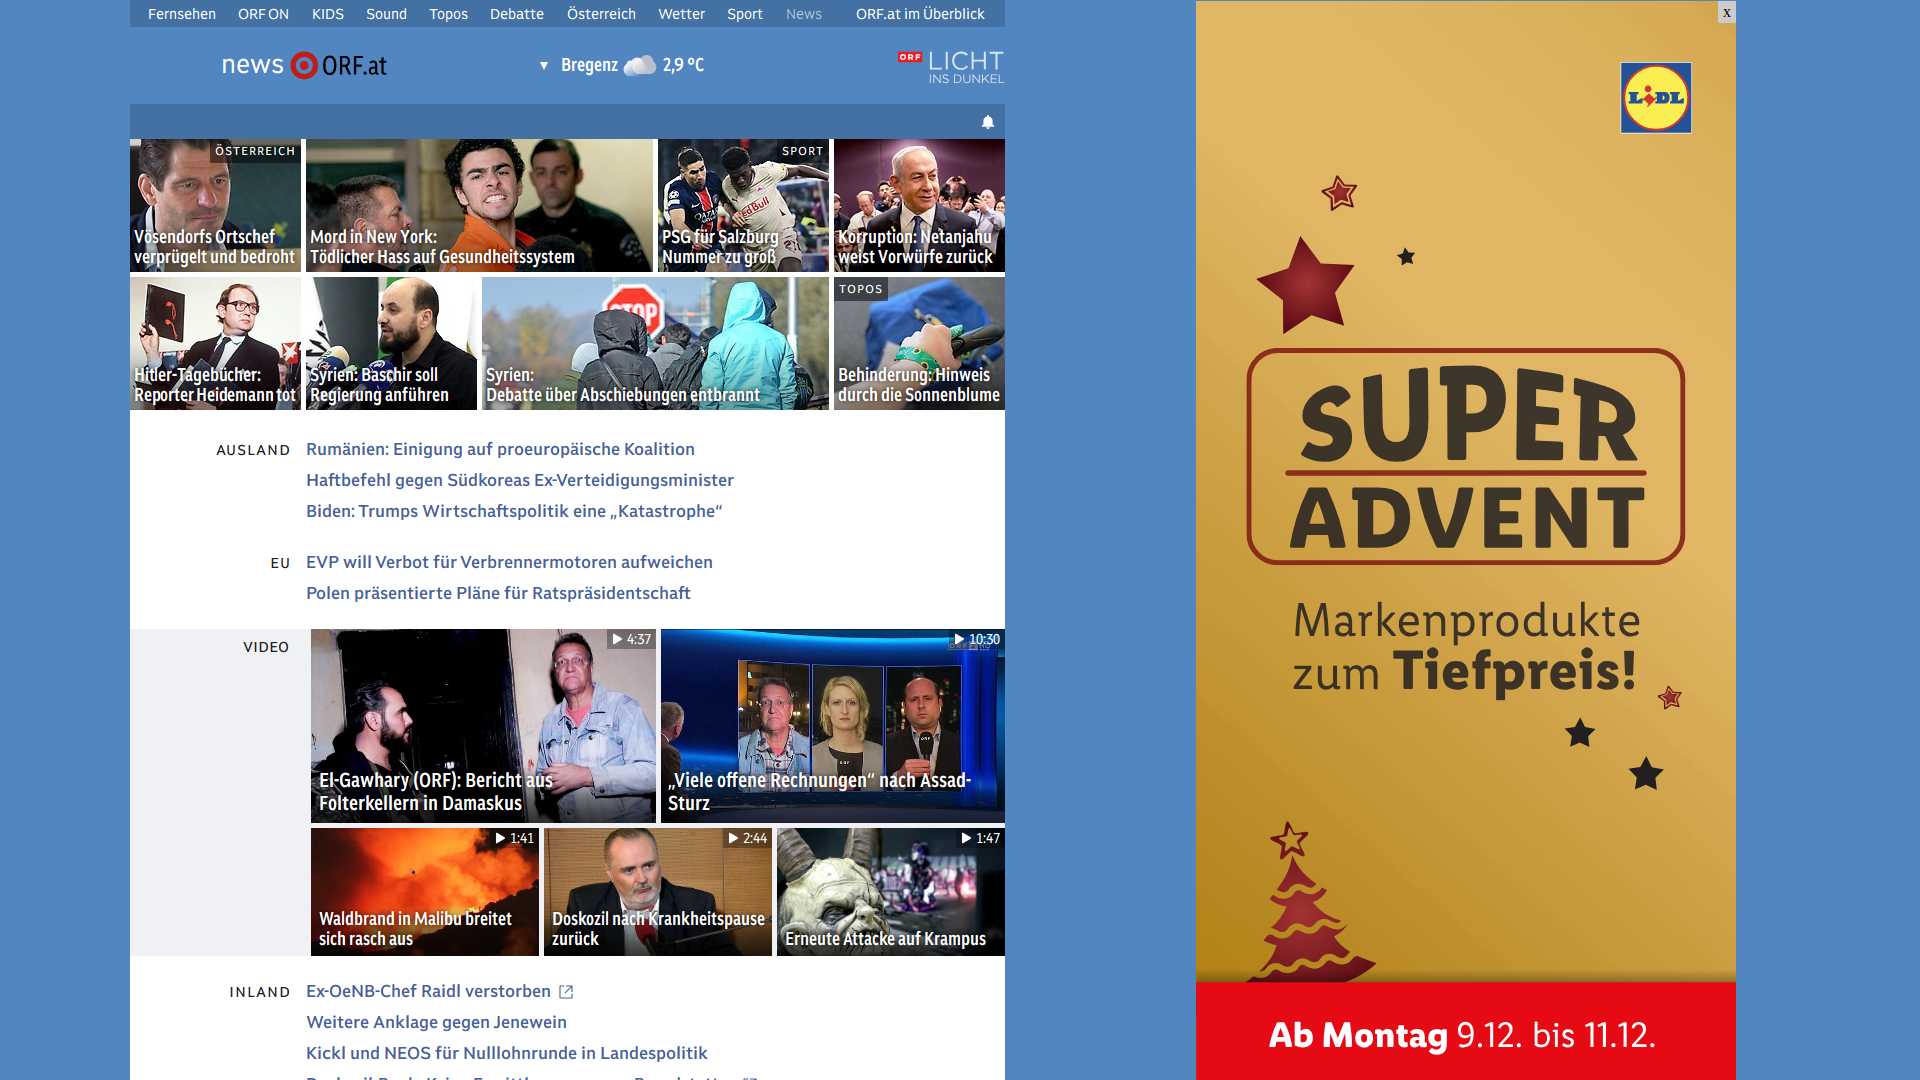 Fernsehen ORF ON KIDS Sound Topos Debatte Österreich Wetter Sport News ORF.at im Überblick
news ORF.at
Bregenz 2,9 °C
ORF LICHT
INS DUNKEL
ÖSTERREICH
Vösendorfs Ortschef
verprügelt und bedroht
Mord in New York:
Tödlicher Hass auf Gesundheitssystem
SPORT
PSG für Salzburg
Nummer zu groß
Korruption: Netanjahu
weist Vorwürfe zurück
Hitler-Tagebücher:
Reporter Heidemann tot
Syrien: Baschir soll
Regierung anführen
STOP
Syrien:
Debatte über Abschiebungen entbrannt
TOPOS
Behinderung: Hinweis
durch die Sonnenblume
AUSLAND
Rumänien: Einigung auf proeuropäische Koalition
Haftbefehl gegen Südkoreas Ex-Verteidigungsminister
Biden: Trumps Wirtschaftspolitik eine „Katastrophe“
EU
EVP will Verbot für Verbrennermotoren aufweichen
Polen präsentierte Pläne für Ratspräsidentschaft
VIDEO
4:37
El-Gawhary (ORF): Bericht aus
Folterkellern in Damaskus
10:30
„Viele offene Rechnungen“ nach Assad-
Sturz
1:41
Waldbrand in Malibu breitet
sich rasch aus
2:44
Doskozil nach Krankheitspause
zurück
1:47
Erneute Attacke auf Krampus
INLAND
Ex-OeNB-Chef Raidl verstorben
Weitere Anklage gegen Jenewein
Kickl und NEOS für Nulllohnrunde in Landespolitik
X
LIDL
SUPER
ADVENT
Markenprodukte
zum Tiefpreis!
Ab Montag 9.12. bis 11.12.